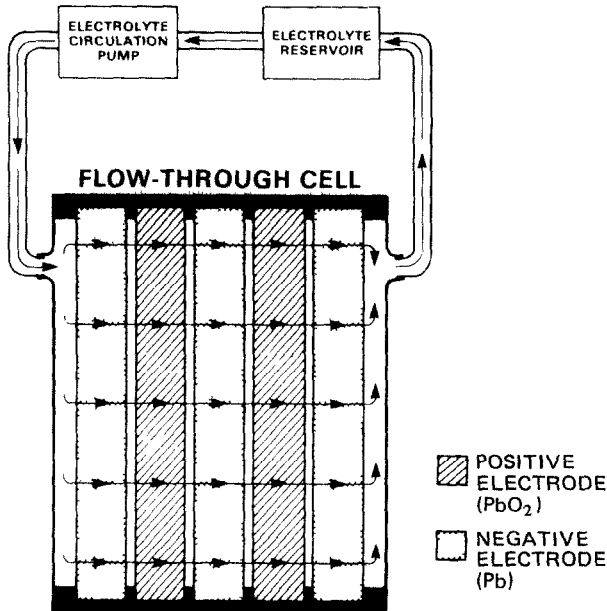 ELECTROLYTE
CIRCULATION
PUMP
ELECTROLYTE
RESERVOIR
FLOW-THROUGH CELL
POSITIVE
ELECTRODE
(PbO₂)
NEGATIVE
ELECTRODE
(Pb)